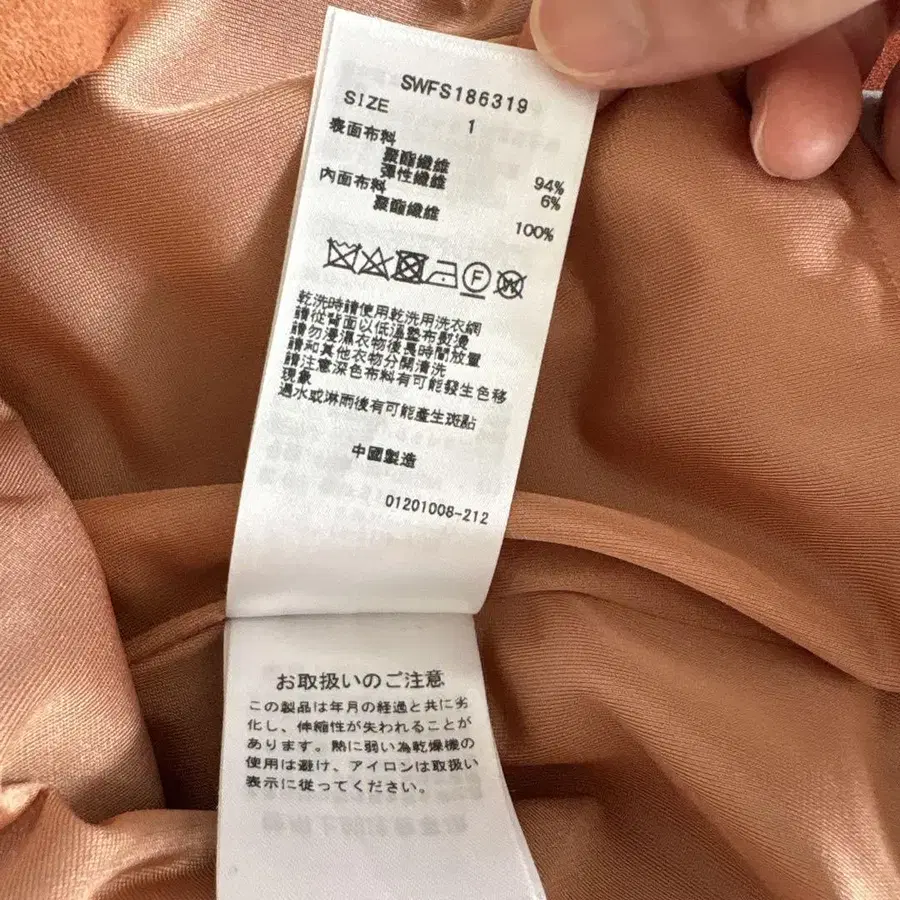 SWFS186319
SIZE 1
表面布料
聚酯纖維 94%
彈性纖維 6%
內面布料
聚酯纖維 100%
F
W
乾洗時請使用乾洗用洗衣網
請從背面以低溫墊布熨燙
請勿浸濕衣物後長時間放置
請和其他衣物分開清洗
請注意深色布料有可能發生色移
現象
過水或淋雨後有可能產生斑點
中國製造
01201008-212
お取扱いのご注意
この製品は年月の経過と共に劣
化し、伸縮性が失われることが
あります。熱に弱い為乾燥機の
使用は避け、アイロンは取扱い
表示に従ってください。